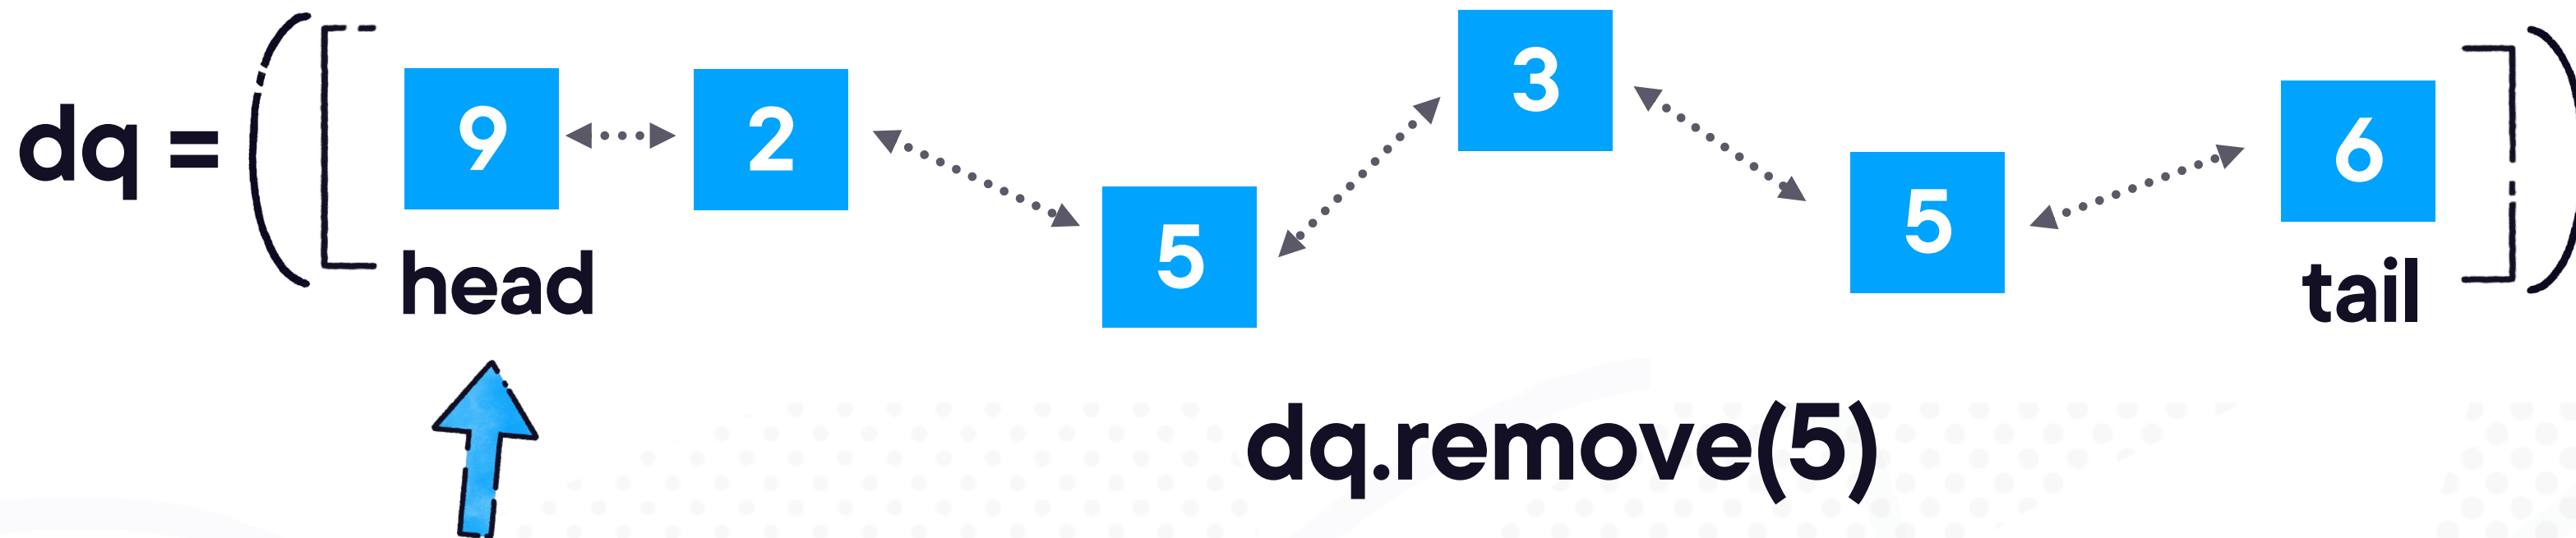 dq = ([ 9 2 5 3 5 6 ])
head tail
dq.remove(5)